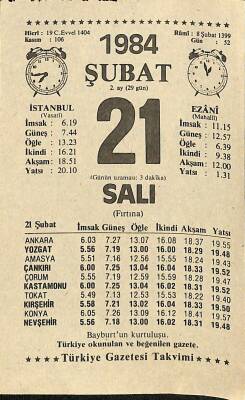 Hicrî : 19 C.Evvel 1404
Kasım : 106
1984
Rûmî : 8 Şubat 1399
Gün : 52
ŞUBAT
2. ay (29 gün)
İSTANBUL
(Vasatî)
İmsak : 6.19
Güneş : 7.44
Öğle : 13.23
İkindi : 16.21
Akşam : 18.51
Yatsı : 20.10
21
EZÂNÎ
(Mahallî)
İmsak : 11.15
Güneş : 12.57
Öğle : 6.39
İkindi : 9.38
Akşam : 12.00
Yatsı : 1.31
(Günün uzaması: 3 dakika)
SALI
(Fırtına)
21 Şubat İmsak Güneş Öğle İkindi Akşam Yatsı
ANKARA 6.03 7.27 13.07 16.08 18.37 19.55
YOZGAT 5.56 7.19 13.00 16.00 18.29 19.48
AMASYA 5.51 7.16 12.56 15.55 18.24 19.43
ÇANKIRI 6.00 7.25 13.04 16.04 18.33 19.52
ÇORUM 5.55 7.19 12.59 15.59 18.28 19.47
KASTAMONU 6.00 7.25 13.04 16.02 18.31 19.52
TOKAT 5.49 7.13 12.53 15.53 18.22 19.40
KIRŞEHİR 5.58 7.21 13.02 16.04 18.33 19.50
KONYA 6.05 7.26 13.09 16.12 18.41 19.57
NEVŞEHİR 5.56 7.18 13.00 16.02 18.31 19.48
Bayburt'un kurtuluşu.
Türkiye okunulan ve beğenilen gazete.
Türkiye Gazetesi Takvimi